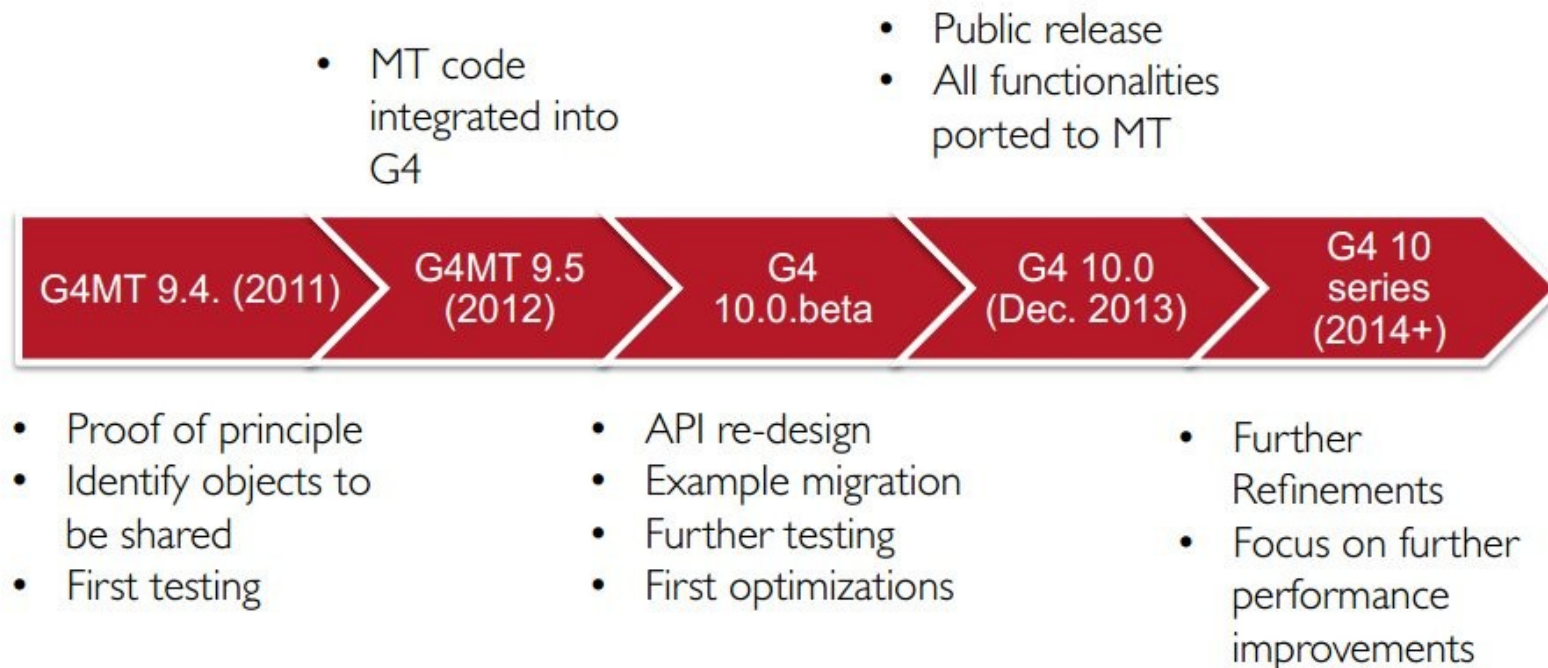 • MT code
integrated into
G4
• Public release
• All functionalities
ported to MT
G4MT 9.4. (2011)
G4MT 9.5
(2012)
G4
10.0.beta
G4 10.0
(Dec. 2013)
G4 10
series
(2014+)
• Proof of principle
• Identify objects to
be shared
• First testing
• API re-design
• Example migration
• Further testing
• First optimizations
• Further
Refinements
• Focus on further
performance
improvements